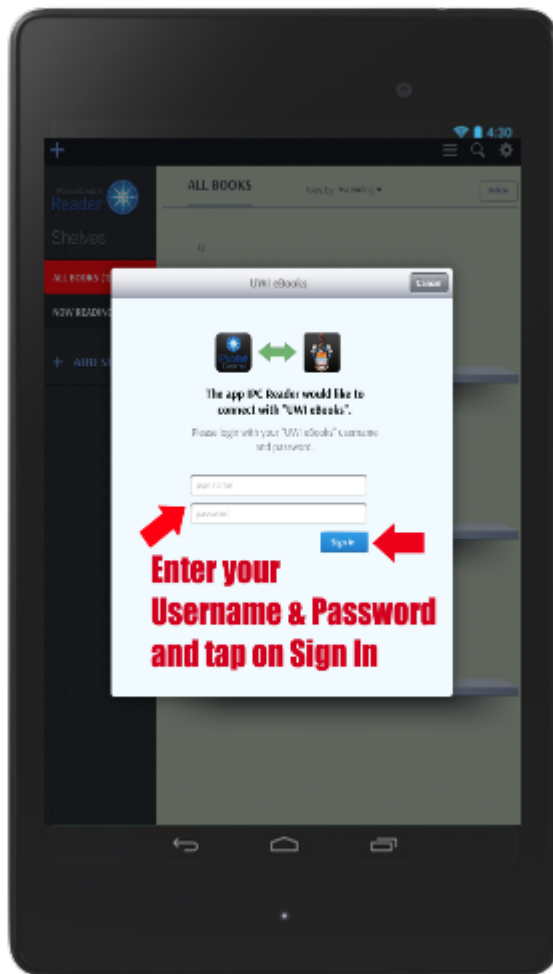 4:30
Reader
ALL BOOKS
Shelves
ALL BOOKS
NOW READING
+ ADD
UWI eBooks
Cancel
The app IPC Reader would like to
connect with "UWI eBooks".
Please login with your "UWI eBooks" username
and password.
password
Sign In
Enter your
Username & Password
and tap on Sign In